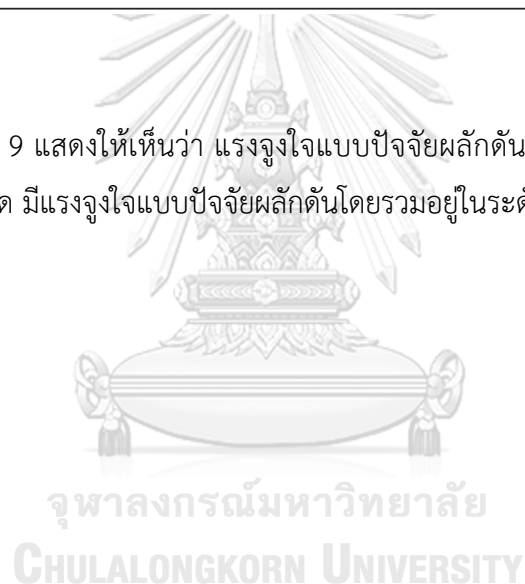 9 แสดงให้เห็นว่า แรงจูงใจแบบปัจจัยผลักดัน
ด มีแรงจูงใจแบบปัจจัยผลักดันโดยรวมอยู่ในระดั
จุฬาลงกรณ์มหาวิทยาลัย
CHULALONGKORN UNIVERSITY